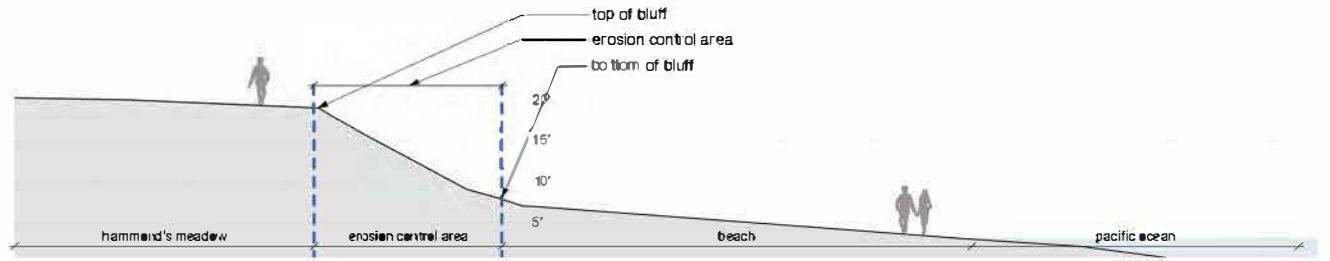 top of bluff
erosion control area
bottom of bluff
20'
15'
10'
5'
hammond's meadow
erosion control area
beach
pacific ocean